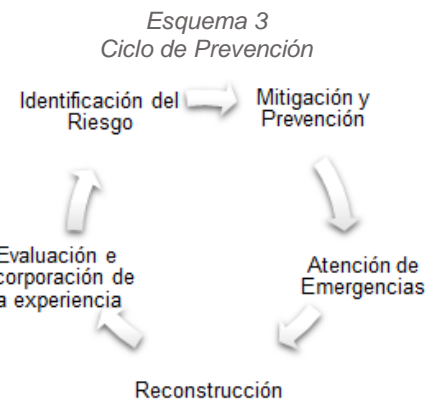 Esquema 3
Ciclo de Prevención
Identificación del
Riesgo
Mitigación y
Prevención
Atención de
Emergencias
Reconstrucción
Evaluación e
corporación de
a experiencia